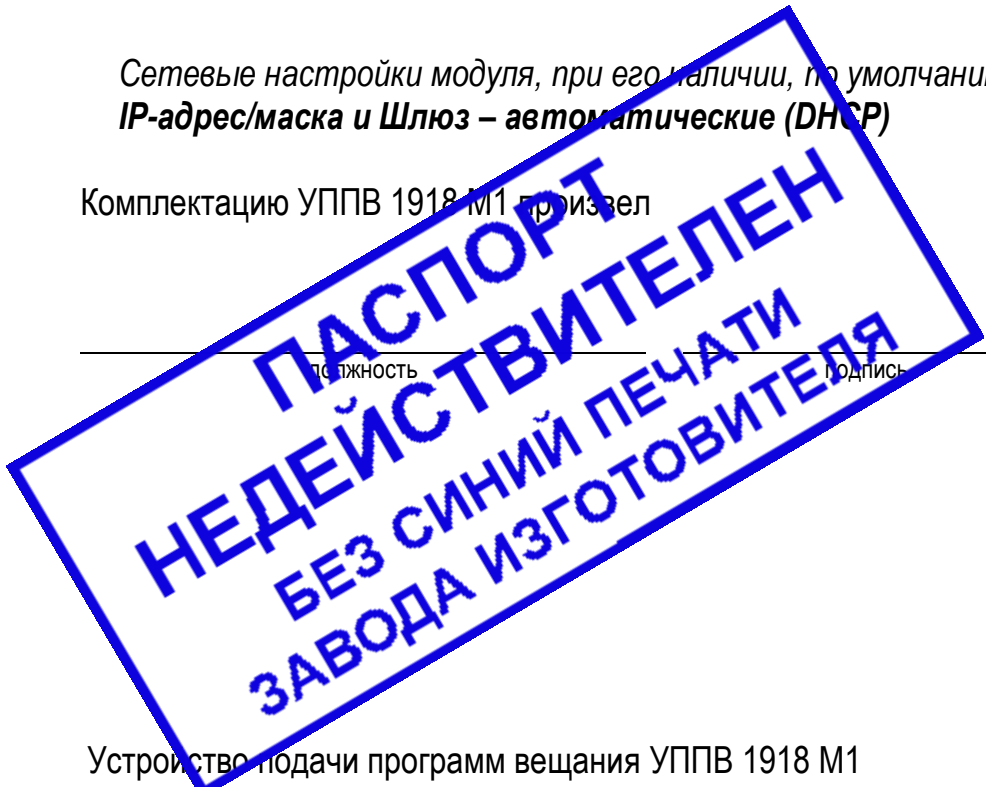 Сетевые настройки модуля, при его наличии, по умолчани
IP-адрес/маска и Шлюз – автоматические (DHCP)
Комплектацию УППВ 1918 М1 произвел
должность
подпись
ПАСПОРТ
НЕДЕЙСТВИТЕЛЕН
БЕЗ СИНИЙ ПЕЧАТИ
ЗАВОДА ИЗГОТОВИТЕЛЯ
Устройство подачи программ вещания УППВ 1918 М1